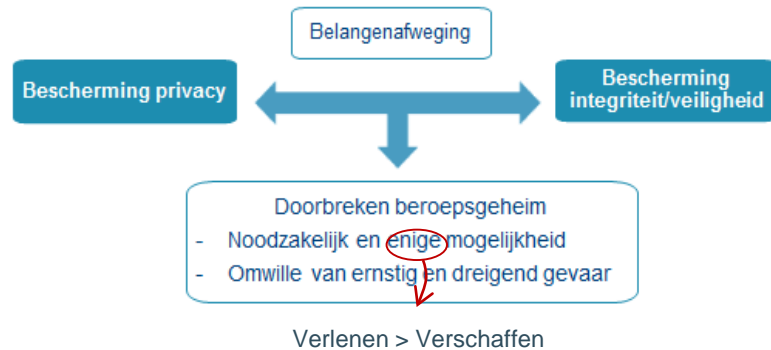 Belangenafweging
Bescherming privacy
Bescherming
integriteit/veiligheid
Doorbreken beroepsgeheim
- Noodzakelijk en enige mogelijkheid
- Omwille van ernstig en dreigend gevaar
Verlenen > Verschaffen